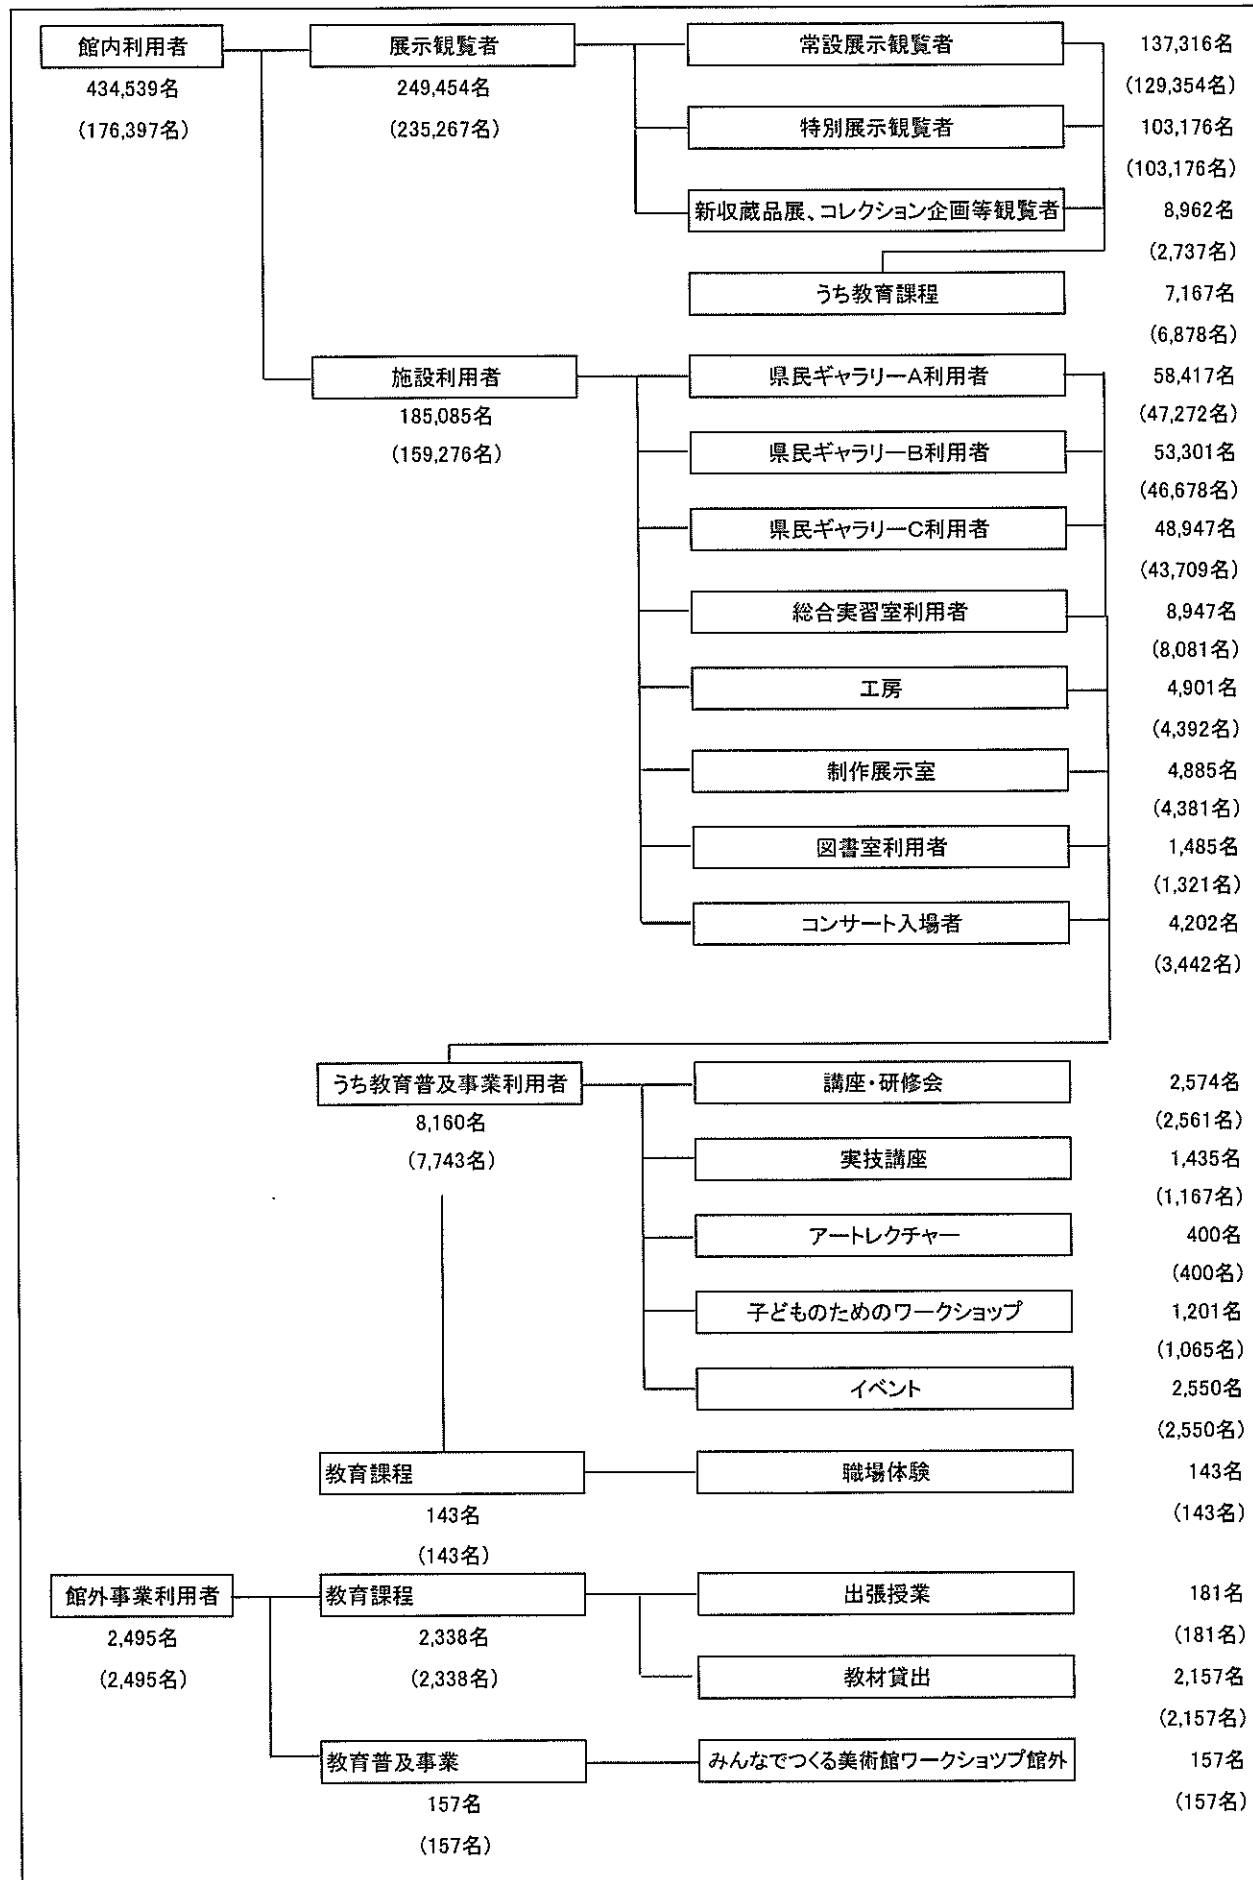 館内利用者 展示観覧者 常設展示観覧者 137,316名
434,539名 249,454名 (129,354名)
(176,397名) (235,267名) 特別展示観覧者 103,176名
(103,176名)
新収蔵品展、コレクション企画等観覧者 8,962名
(2,737名)
うち教育課程 7,167名
(6,878名)
施設利用者 県民ギャラリーA利用者 58,417名
185,085名 (47,272名)
(159,276名) 県民ギャラリーB利用者 53,301名
(46,678名)
県民ギャラリーC利用者 48,947名
(43,709名)
総合実習室利用者 8,947名
(8,081名)
工房 4,901名
(4,392名)
制作展示室 4,885名
(4,381名)
図書室利用者 1,485名
(1,321名)
コンサート入場者 4,202名
(3,442名)
うち教育普及事業利用者 講座・研修会 2,574名
8,160名 (2,561名)
(7,743名) 実技講座 1,435名
(1,167名)
アートレクチャー 400名
(400名)
子どものためのワークショップ 1,201名
(1,065名)
イベント 2,550名
(2,550名)
教育課程 職場体験 143名
143名 (143名)
(143名)
館外事業利用者 教育課程 出張授業 181名
2,495名 2,338名 (181名)
(2,495名) (2,338名) 教材貸出 2,157名
(2,157名)
教育普及事業 みんなでつくる美術館ワークショツプ館外 157名
157名 (157名)
(157名)